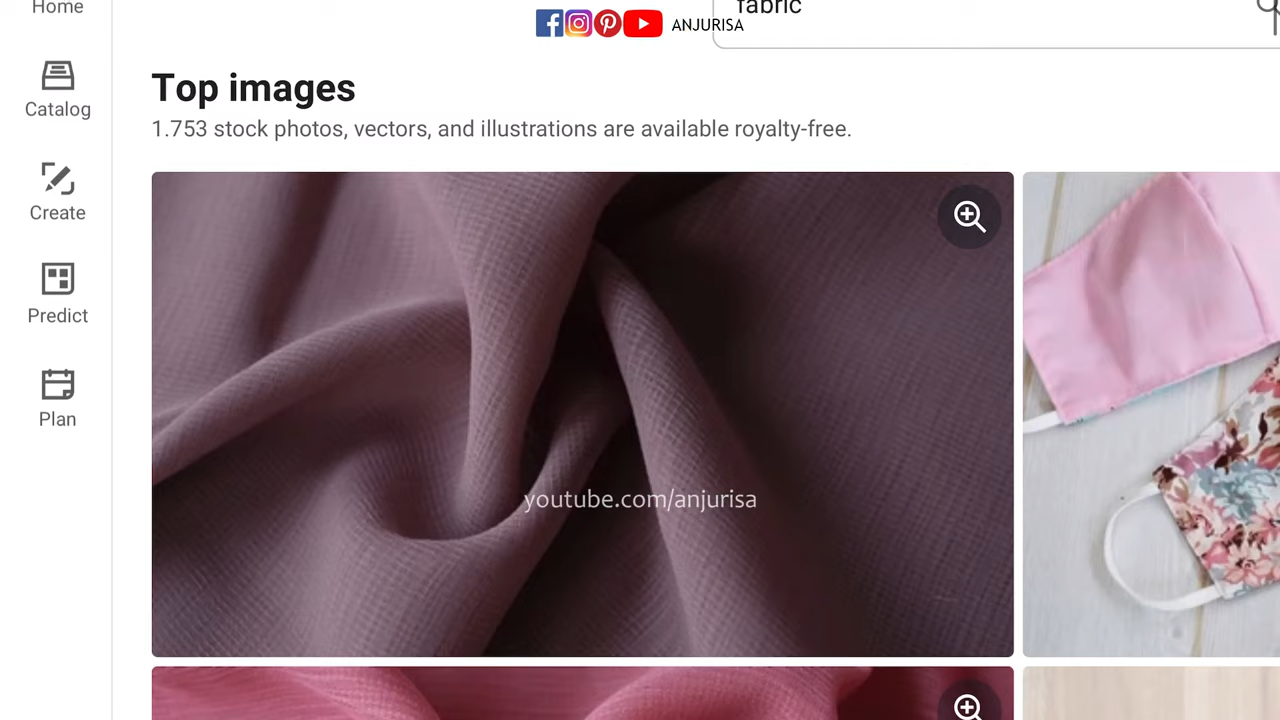 Home
fabric
ANJURISA
Catalog
Create
Predict
Plan
Top images
1.753 stock photos, vectors, and illustrations are available royalty-free.
youtube.com/anjurisa